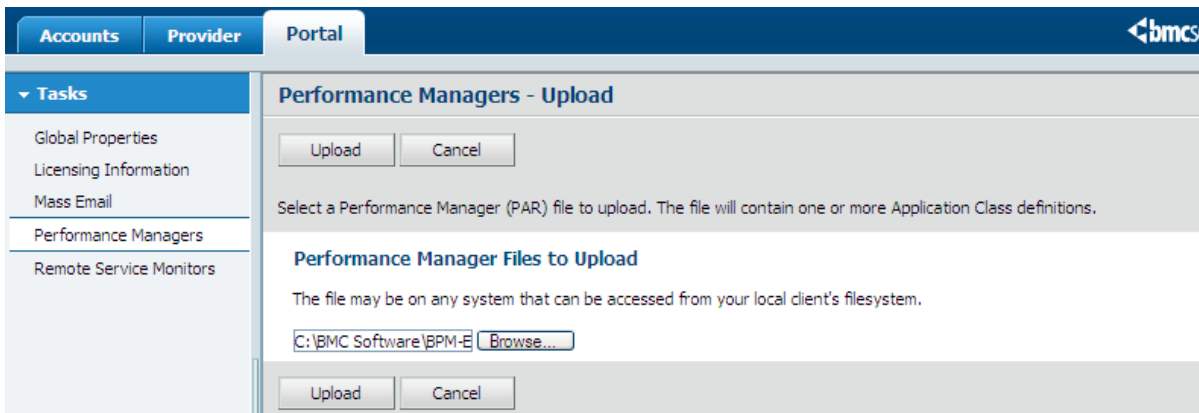 Accounts Provider Portal
bmcs
Tasks
Global Properties
Licensing Information
Mass Email
Performance Managers
Remote Service Monitors
Performance Managers - Upload
Upload Cancel
Select a Performance Manager (PAR) file to upload. The file will contain one or more Application Class definitions.
Performance Manager Files to Upload
The file may be on any system that can be accessed from your local client's filesystem.
C:\BMC Software\BPM-E Browse...
Upload Cancel